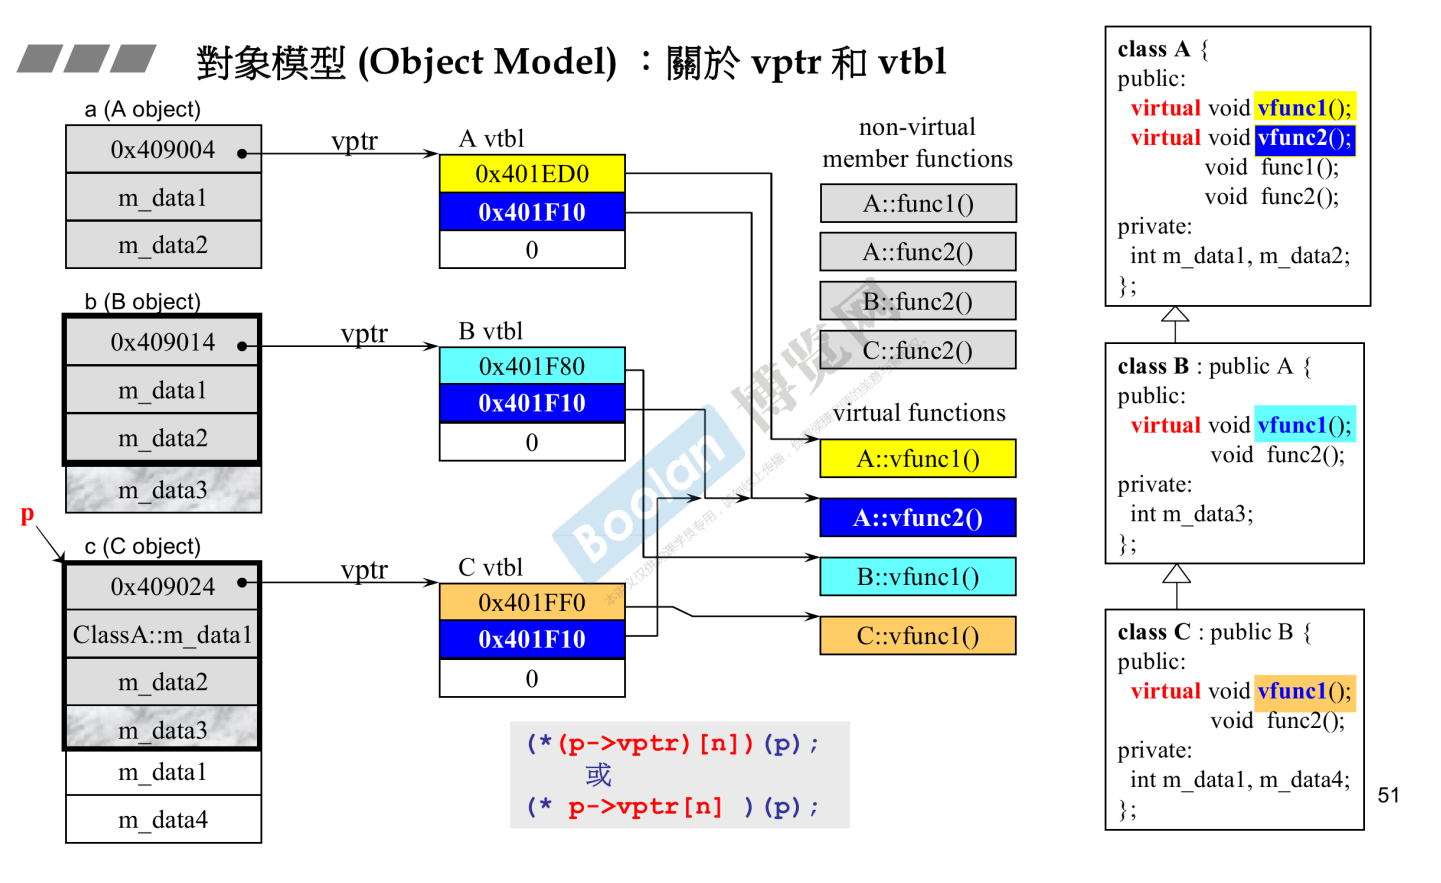 對象模型 (Object Model) ：關於 vptr 和 vtbl
a (A object)
0x409004
m_data1
m_data2
vptr
A vtbl
0x401ED0
0x401F10
0
b (B object)
0x409014
m_data1
m_data2
m_data3
vptr
B vtbl
0x401F80
0x401F10
0
p
c (C object)
0x409024
ClassA::m_data1
m_data2
m_data3
m_data1
m_data4
vptr
C vtbl
0x401FF0
0x401F10
0
non-virtual
member functions
A::func1()
A::func2()
B::func2()
C::func2()
virtual functions
A::vfunc1()
A::vfunc2()
B::vfunc1()
C::vfunc1()
(*(p->vptr)[n])(p);
或
(* p->vptr[n] )(p);
class A {
public:
virtual void vfunc1();
virtual void vfunc2();
void func1();
void func2();
private:
int m_data1, m_data2;
};
class B : public A {
public:
virtual void vfunc1();
void func2();
private:
int m_data3;
};
class C : public B {
public:
virtual void vfunc1();
void func2();
private:
int m_data1, m_data4;
};
51
Boolan 博览网